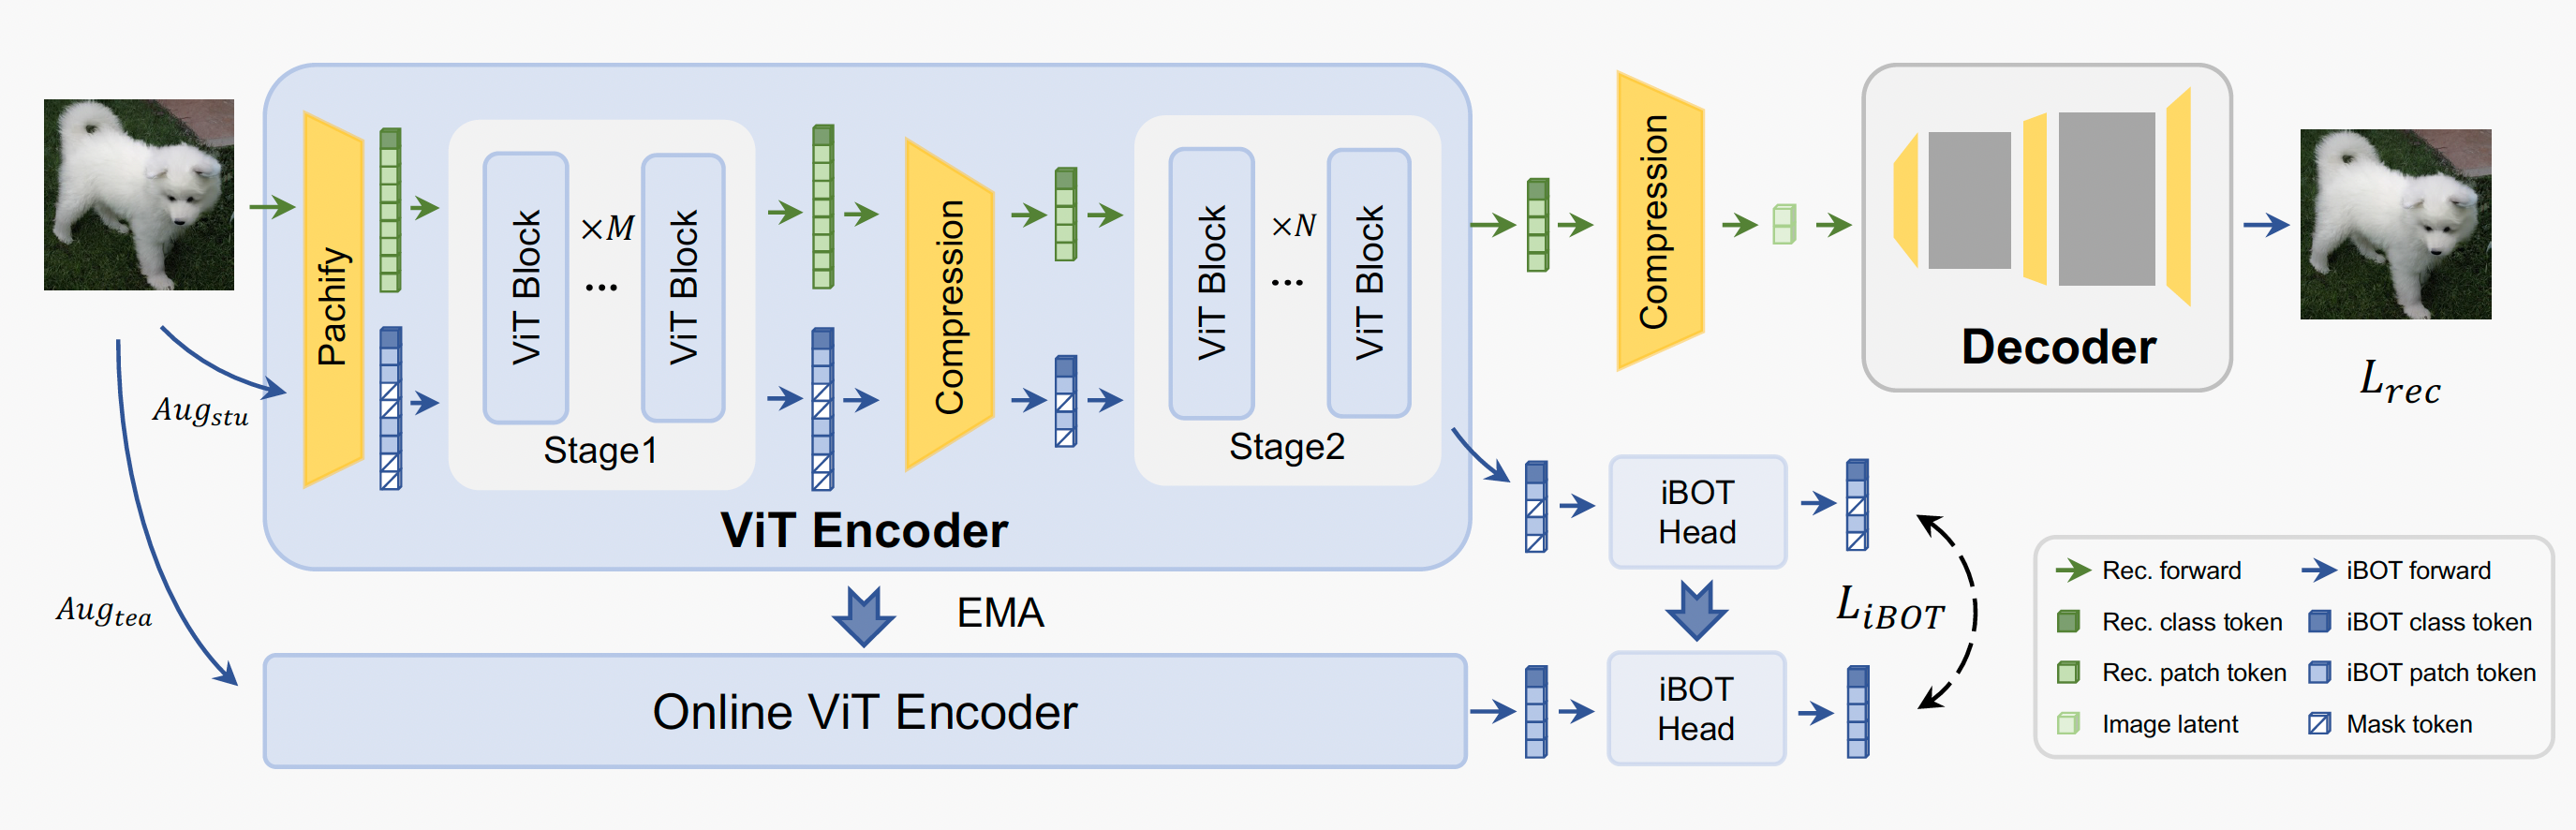 Pachify
ViT Block
×M
...
ViT Block
Stage1
Compression
ViT Block
×N
...
ViT Block
Stage2
ViT Encoder
Compression
Decoder
L_rec
Aug_stu
Aug_tea
EMA
iBOT
Head
L_iBOT
Online ViT Encoder
iBOT
Head
Rec. forward
iBOT forward
Rec. class token
iBOT class token
Rec. patch token
iBOT patch token
Image latent
Mask token